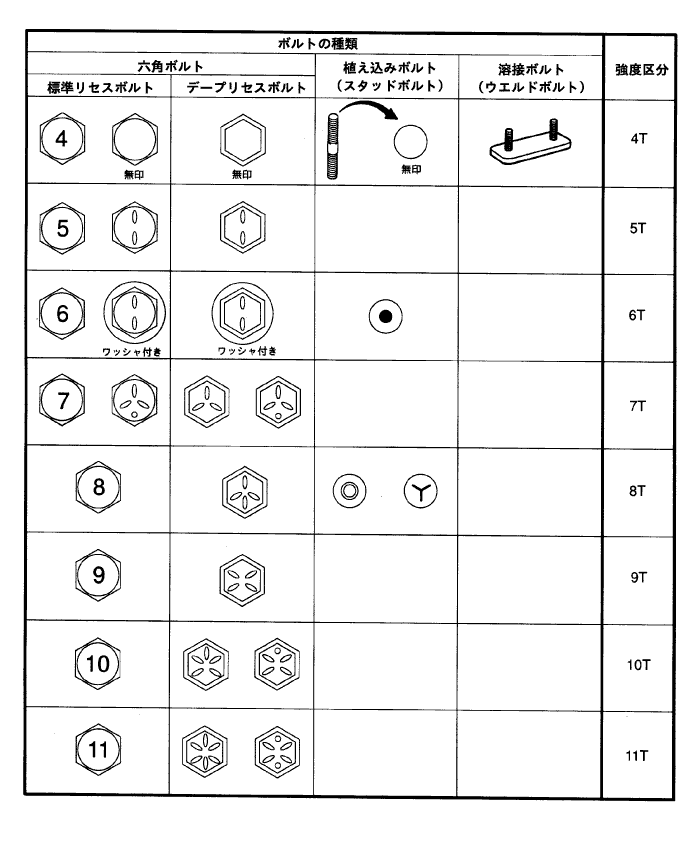 ボルトの種類
六角ボルト
植え込みボルト
(スタッドボルト)
溶接ボルト
(ウエルドボルト)
強度区分
標準リセスボルト
デープリセスボルト
4
無印
無印
無印
4T
5
5T
6
ワッシャ付き
ワッシャ付き
6T
7
7T
8
8T
9
9T
10
10T
11
11T